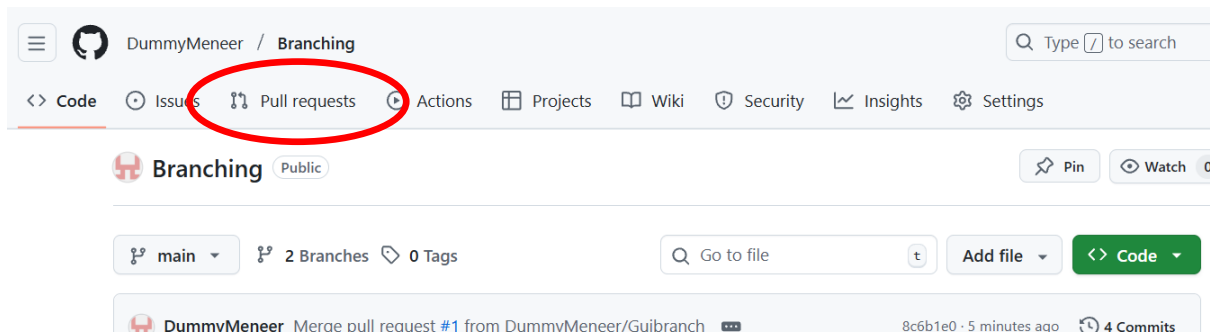 DummyMeneer / Branching Type / to search
Code Issues Pull requests Actions Projects Wiki Security Insights Settings
Branching Public Pin Watch 0
main 2 Branches 0 Tags Go to file t Add file Code
DummyMeneer Merge pull request #1 from DummyMeneer/Guibranch 8c6b1e0 · 5 minutes ago 4 Commits